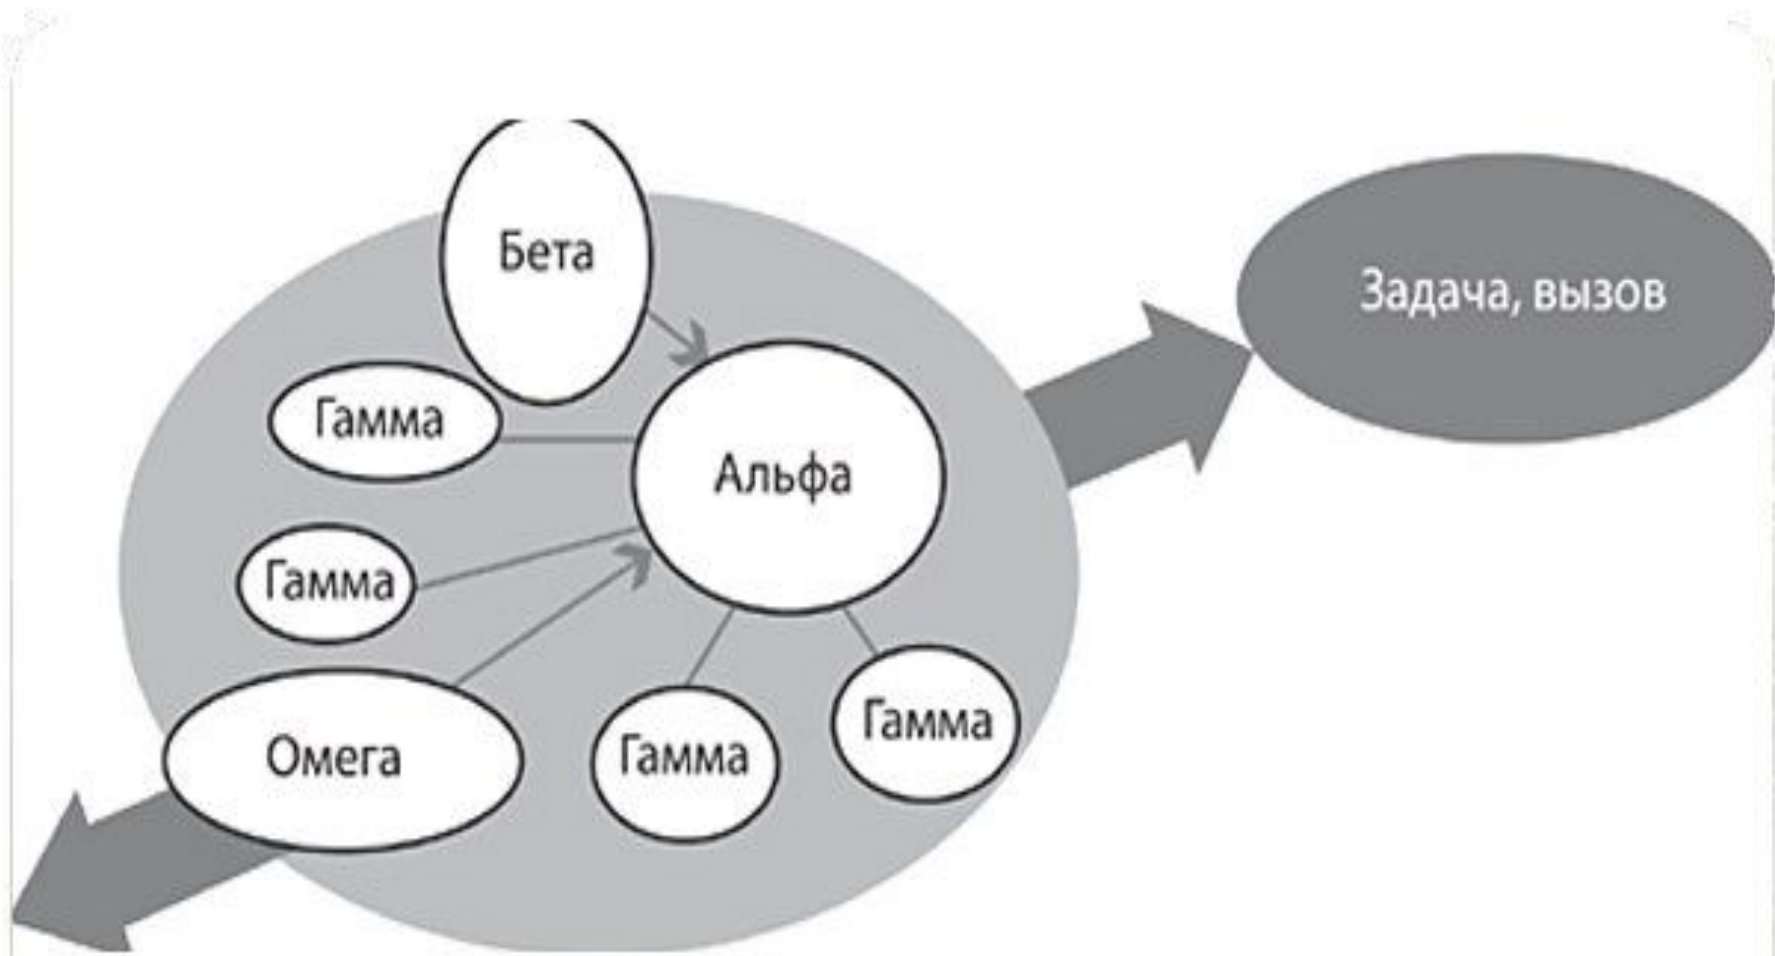 Бета
Задача, вызов
Гамма
Альфа
Гамма
Омега
Гамма
Гамма